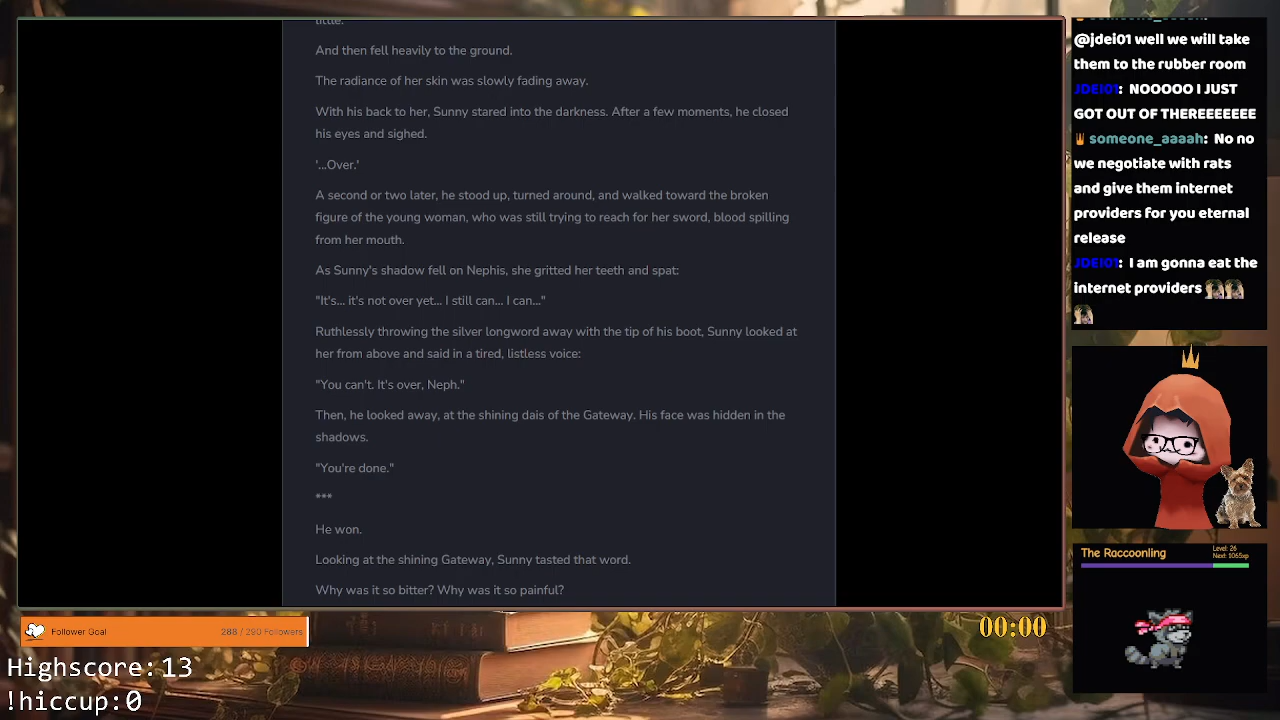 little.
And then fell heavily to the ground.
The radiance of her skin was slowly fading away.
With his back to her, Sunny stared into the darkness. After a few moments, he closed
his eyes and sighed.
'...Over.'
A second or two later, he stood up, turned around, and walked toward the broken
figure of the young woman, who was still trying to reach for her sword, blood spilling
from her mouth.
As Sunny's shadow fell on Nephis, she gritted her teeth and spat:
"It's... it's not over yet... I still can... I can..."
Ruthlessly throwing the silver longword away with the tip of his boot, Sunny looked at
her from above and said in a tired, listless voice:
"You can't. It's over, Neph."
Then, he looked away, at the shining dais of the Gateway. His face was hidden in the
shadows.
"You're done."
***
He won.
Looking at the shining Gateway, Sunny tasted that word.
Why was it so bitter? Why was it so painful?
@jdei01 well we will take
them to the rubber room
JDEI01: NOOOOO I JUST
GOT OUT OF THEREEEEEEE
someone_aaaah: No no
we negotiate with rats
and give them internet
providers for you eternal
release
JDEI01: I am gonna eat the
internet providers
The Raccoonling
Level: 26
Next: 1065xp
Follower Goal
288 / 290 Followers
00:00
Highscore:13
!hiccup:0